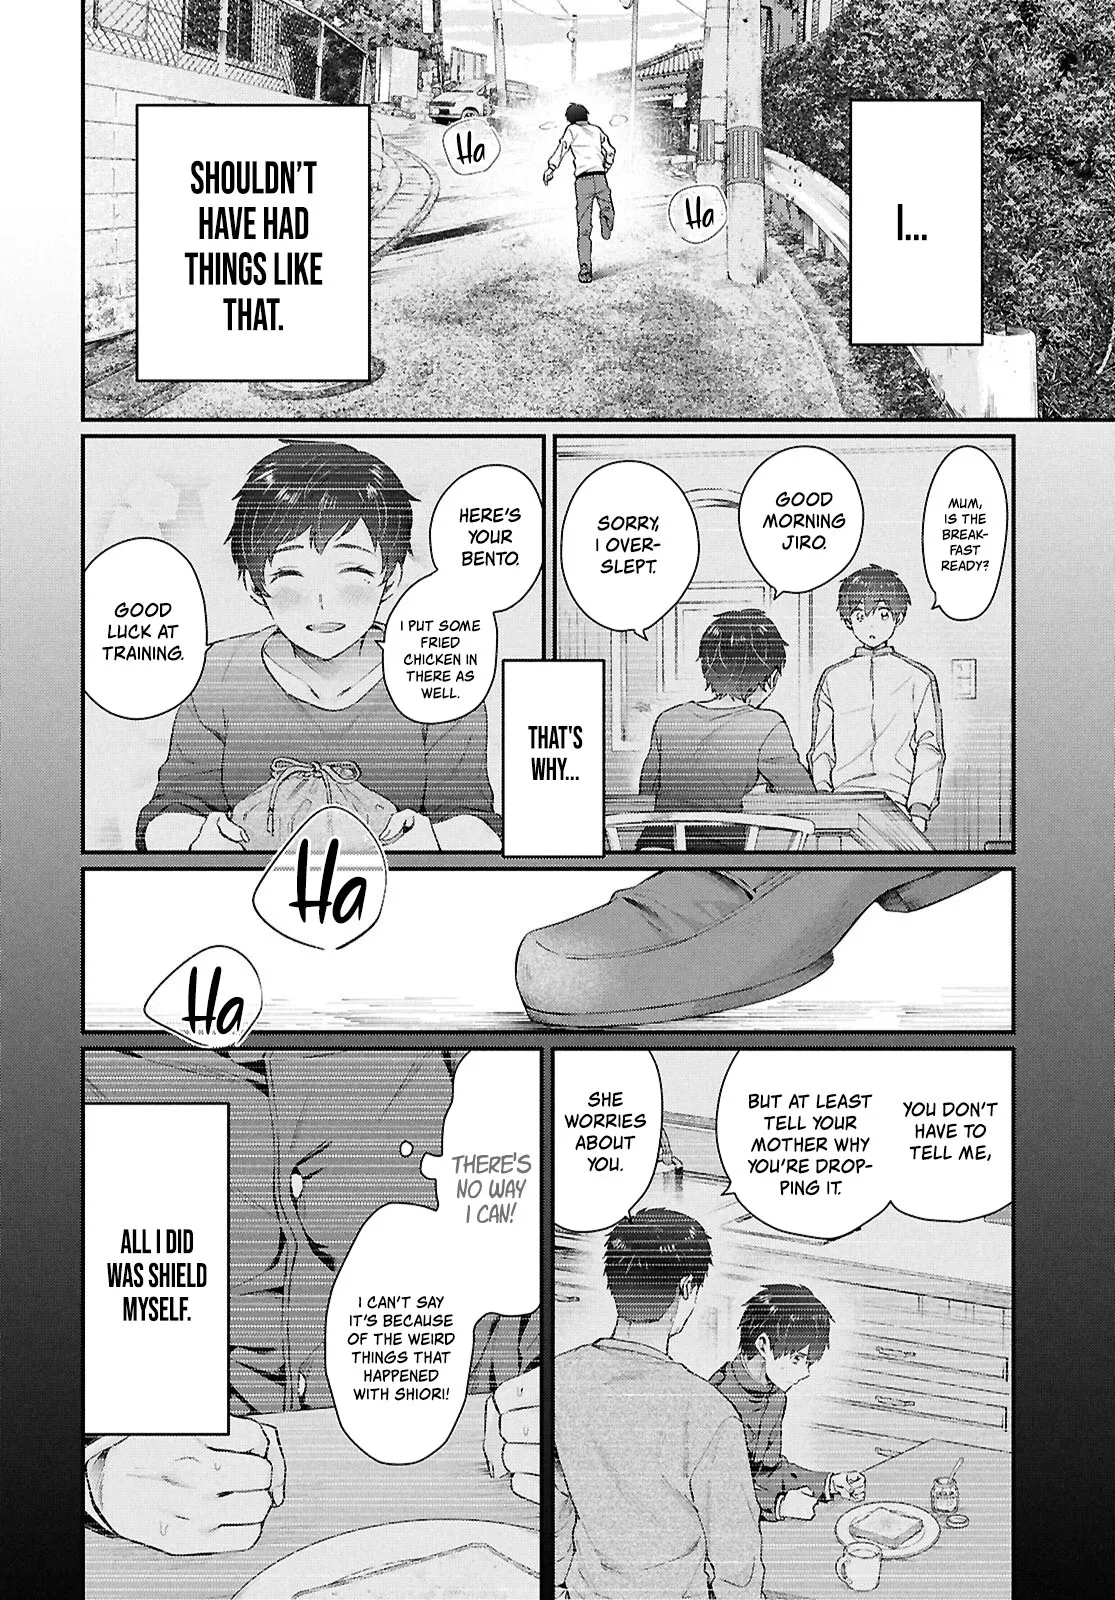 I...
Ha
Ha
SHOULDN'T
HAVE HAD
THINGS LIKE
THAT.
MUM,
IS THE
BREAK-
FAST
READY?
GOOD
MORNING
JIRO.
SORRY,
I OVER-
SLEPT.
THAT'S
WHY...
HERE'S
YOUR
BENTO.
I PUT SOME
FRIED
CHICKEN IN
THERE AS
WELL.
GOOD
LUCK AT
TRAINING.
Ha
Ha
YOU DON'T
HAVE TO
TELL ME,
BUT AT LEAST
TELL YOUR
MOTHER WHY
YOU'RE DROP-
PING IT.
SHE
WORRIES
ABOUT
YOU.
THERE'S
NO WAY
I CAN!
I CAN'T SAY
IT'S BECAUSE
OF THE WEIRD
THINGS THAT
HAPPENED
WITH SHIORI!
ALL I DID
WAS SHIELD
MYSELF.